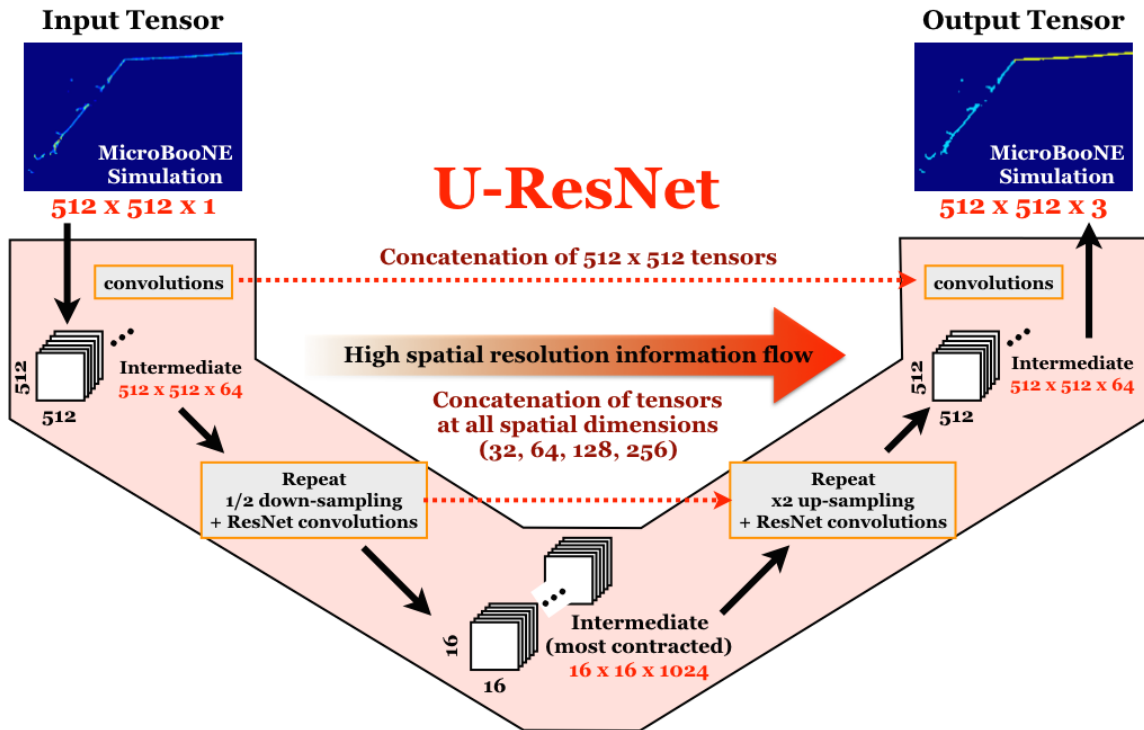 Input Tensor
Output Tensor
MicroBooNE
Simulation
MicroBooNE
Simulation
512 x 512 x 1
U-ResNet
512 x 512 x 3
Concatenation of 512 x 512 tensors
convolutions
convolutions
High spatial resolution information flow
512
512
Intermediate
512 x 512 x 64
512
512
Intermediate
512 x 512 x 64
Concatenation of tensors
at all spatial dimensions
(32, 64, 128, 256)
Repeat
1/2 down-sampling
+ ResNet convolutions
Repeat
x2 up-sampling
+ ResNet convolutions
16
16
Intermediate
(most contracted)
16 x 16 x 1024